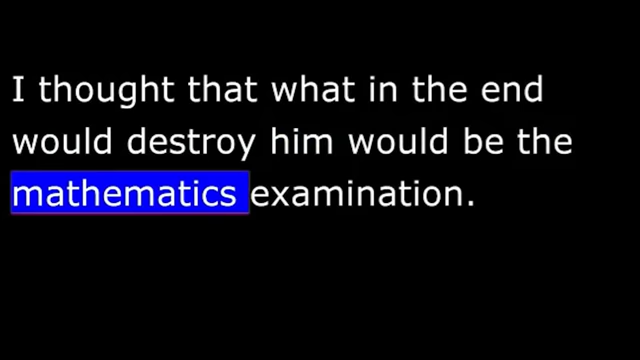 I thought that what in the end
would destroy him would be the
mathematics examination.